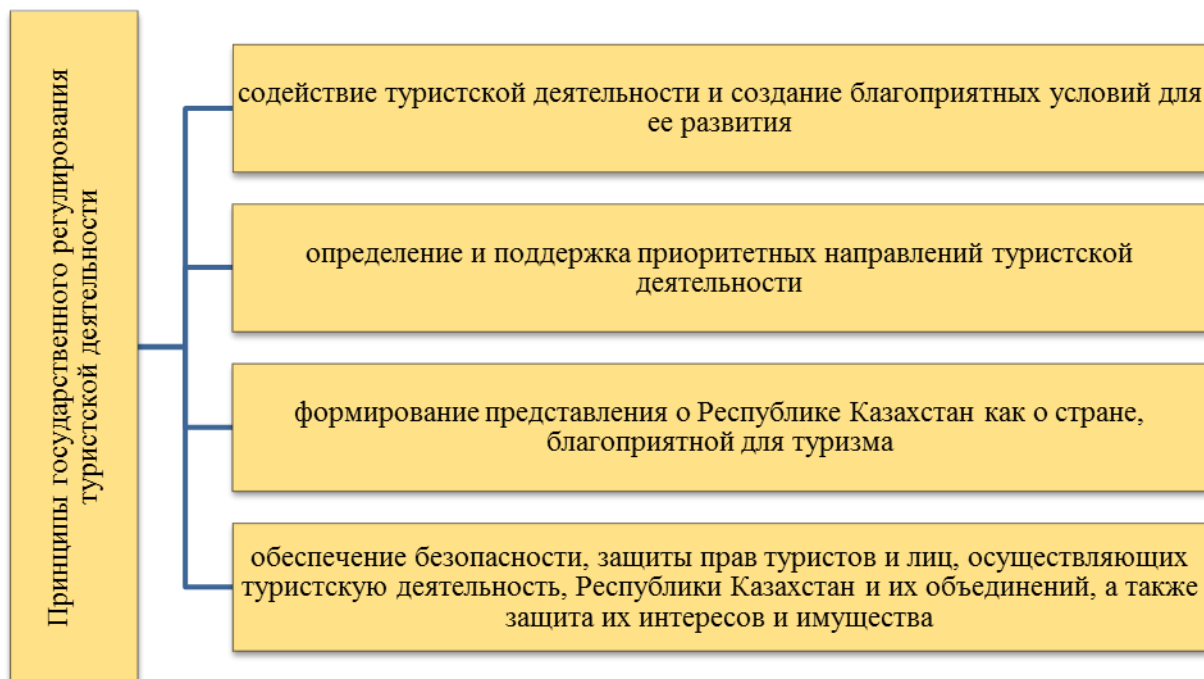 Принципы государственного регулирования
туристской деятельности
содействие туристской деятельности и создание благоприятных условий для
ее развития
определение и поддержка приоритетных направлений туристской
деятельности
формирование представления о Республике Казахстан как о стране,
благоприятной для туризма
обеспечение безопасности, защиты прав туристов и лиц, осуществляющих
туристскую деятельность, Республики Казахстан и их объединений, а также
защита их интересов и имущества